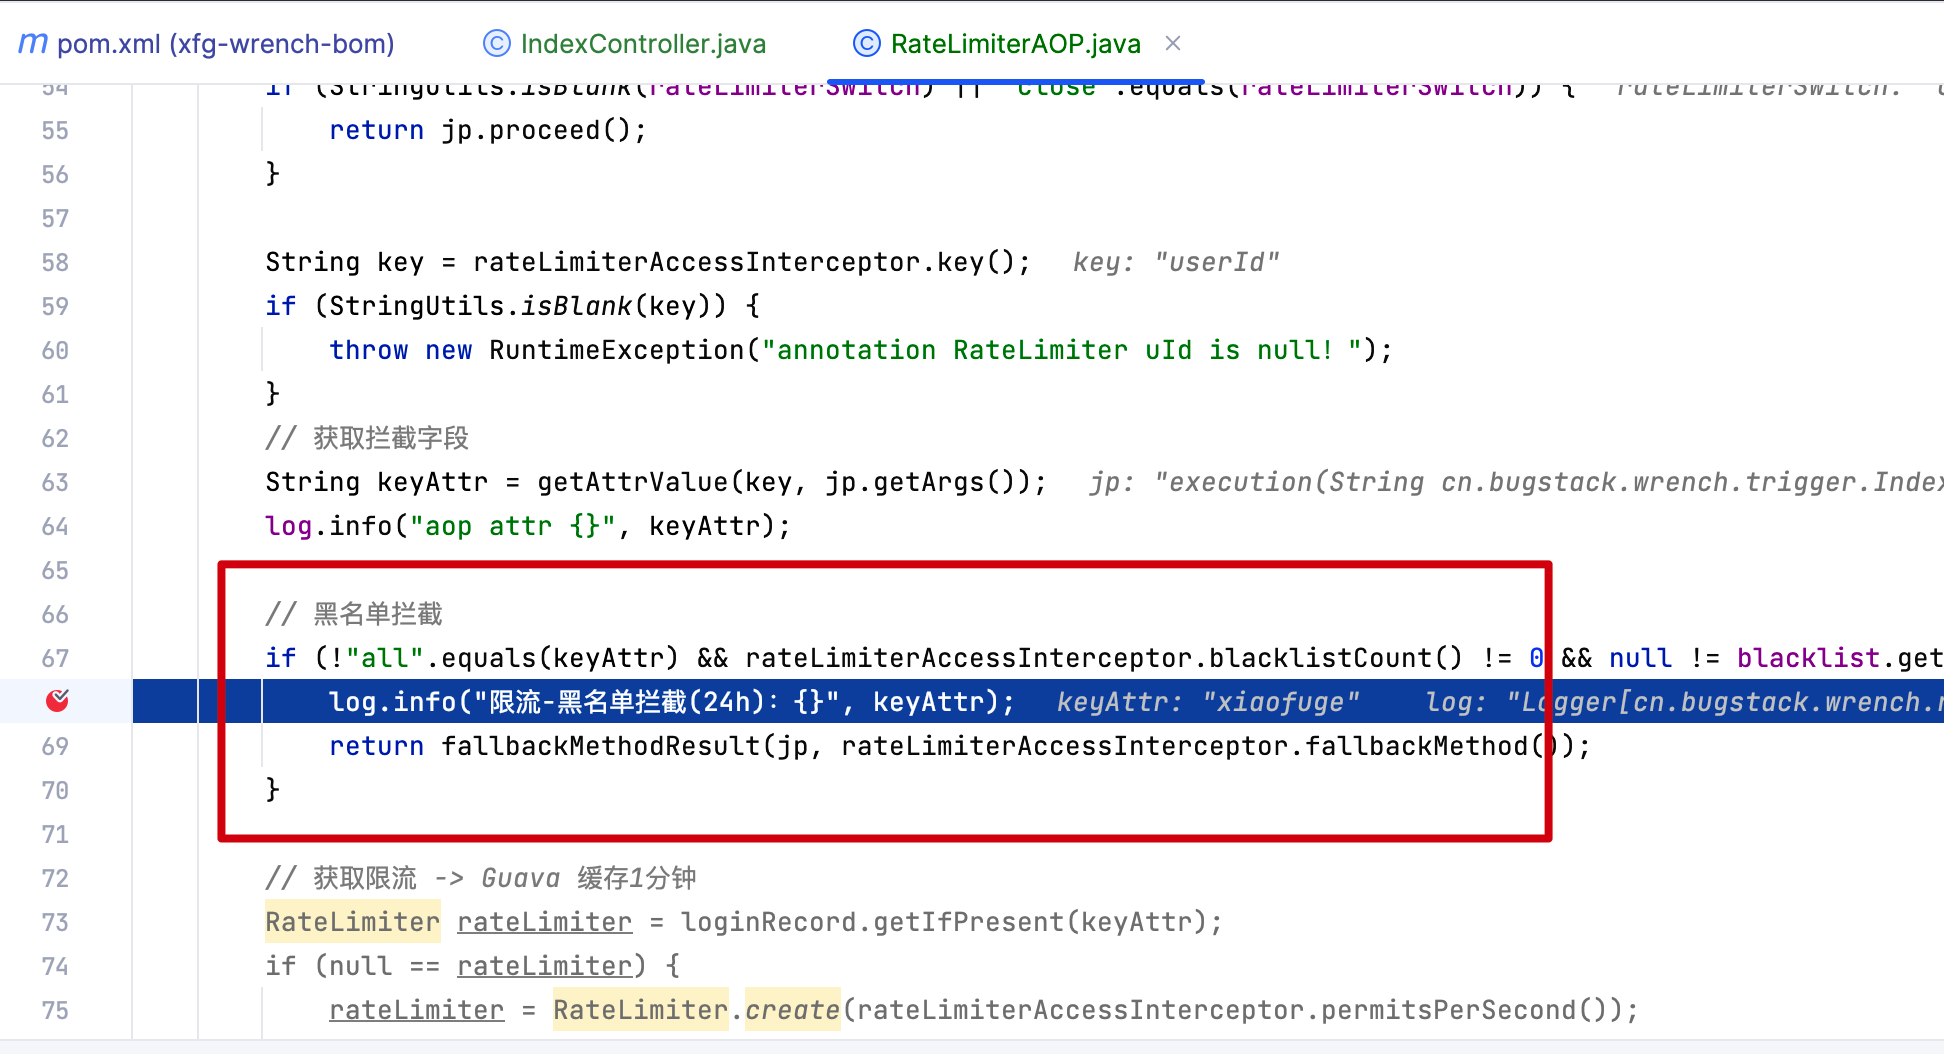 m pom.xml (xfg-wrench-bom) C IndexController.java C RateLimiterAOP.java ×
54 if (StringUtils.isBlank(rateLimiterSwitch) || "close".equals(rateLimiterSwitch)) { rateLimiterSwitch:
55 return jp.proceed();
56 }
57
58 String key = rateLimiterAccessInterceptor.key(); key: "userId"
59 if (StringUtils.isBlank(key)) {
60 throw new RuntimeException("annotation RateLimiter uId is null! ");
61 }
62 // 获取拦截字段
63 String keyAttr = getAttrValue(key, jp.getArgs()); jp: "execution(String cn.bugstack.wrench.trigger.Index
64 log.info("aop attr {}", keyAttr);
65
66 // 黑名单拦截
67 if (!"all".equals(keyAttr) && rateLimiterAccessInterceptor.blacklistCount() != 0 && null != blacklist.get
log.info("限流-黑名单拦截(24h)：{}", keyAttr); keyAttr: "xiaofuge" log: "Logger[cn.bugstack.wrench.r
69 return fallbackMethodResult(jp, rateLimiterAccessInterceptor.fallbackMethod());
70 }
71
72 // 获取限流 -> Guava 缓存1分钟
73 RateLimiter rateLimiter = loginRecord.getIfPresent(keyAttr);
74 if (null == rateLimiter) {
75 rateLimiter = RateLimiter.create(rateLimiterAccessInterceptor.permitsPerSecond());